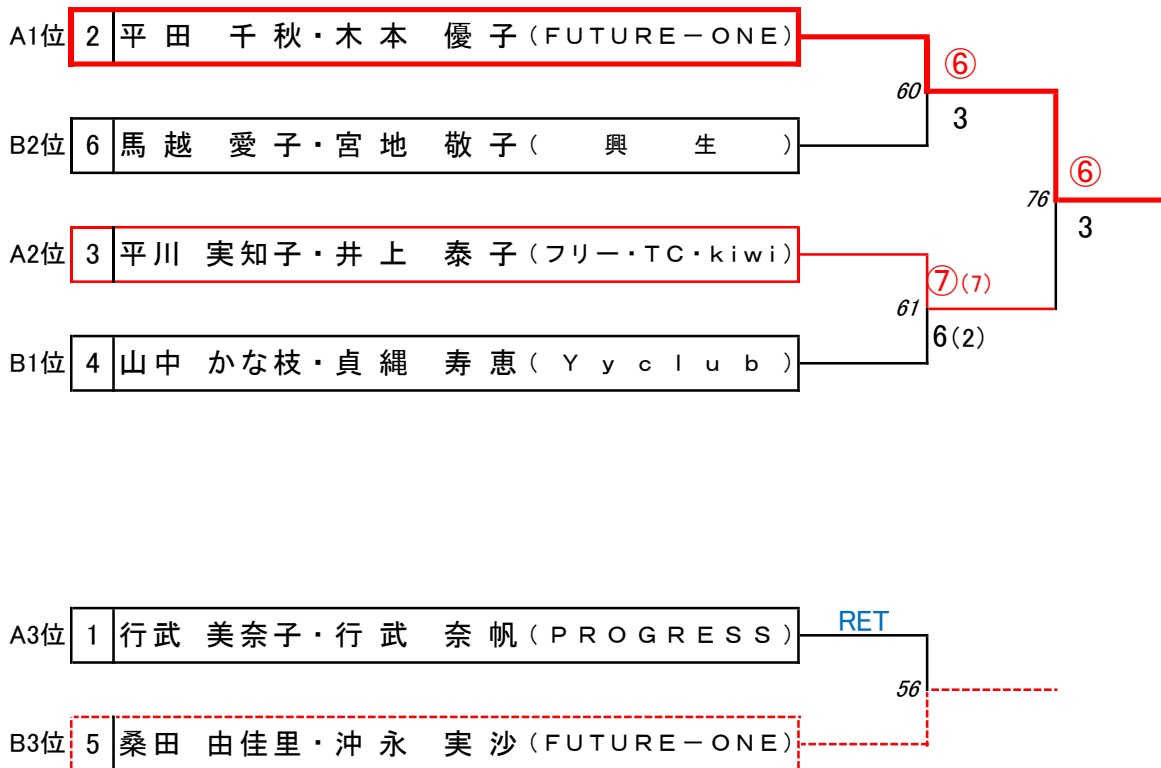 A1位 2 平田 千秋・木本 優子(FUTURE－ONE)
⑥
60
3
B2位 6 馬越 愛子・宮地 敬子( 興 生 )
⑥
76
3
A2位 3 平川 実知子・井上 泰子(フリー・TC・kiwi)
⑦(7)
61
6(2)
B1位 4 山中 かな枝・貞縄 寿恵(Yyclub)
A3位 1 行武 美奈子・行武 奈帆(PROGRESS)
RET
56
B3位 5 桑田 由佳里・沖永 実沙(FUTURE－ONE)